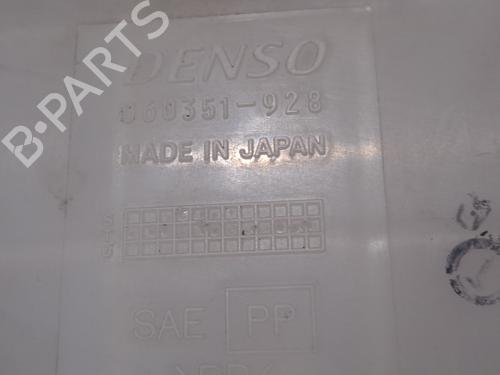 DENSO
060351-928
MADE IN JAPAN
SAE PP
B-PARTS